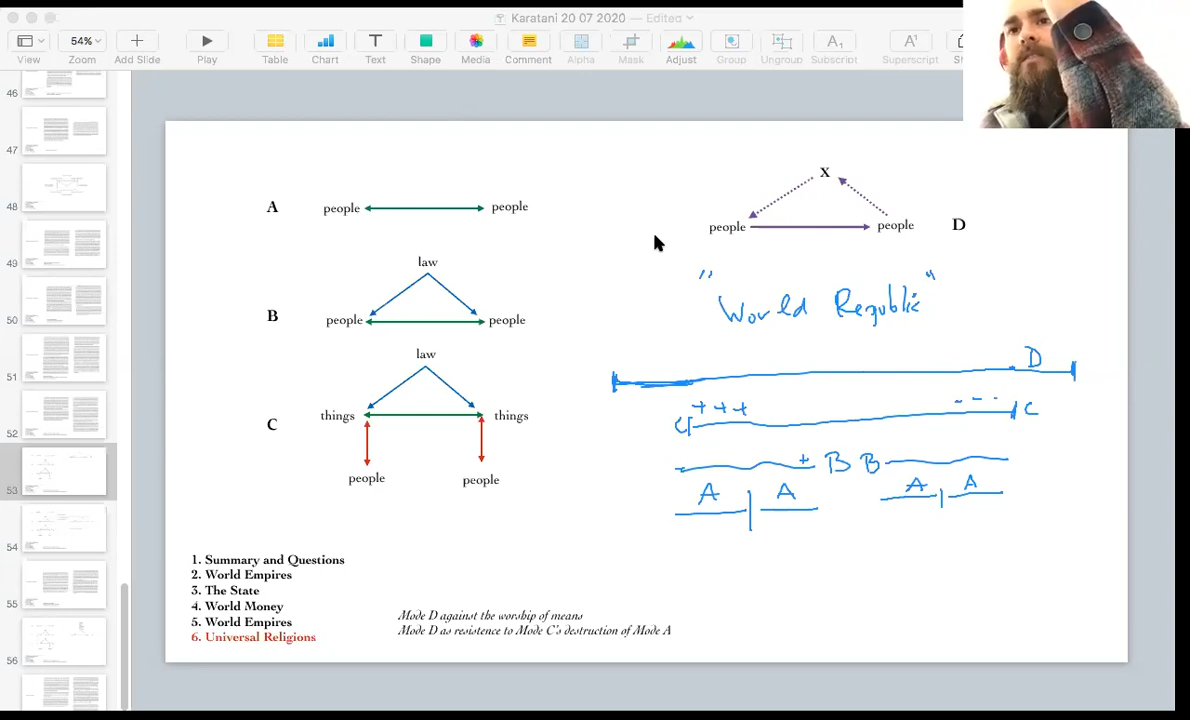 Karatani 20 07 2020 — Edited
54%
View
Zoom
Add Slide
Play
Table
Chart
Text
Shape
Media
Comment
Alpha
Mask
Adjust
Group
Ungroup
Subscript
Superscript
46
47
48
49
50
51
52
53
54
55
56
A
people
people
law
B
people
people
law
C
things
things
people
people
X
people
people
D
"World Republic"
D
+ + +
- - -
C
C
+ B B
A A A A
1. Summary and Questions
2. World Empires
3. The State
4. World Money
5. World Empires
6. Universal Religions
Mode D against the worship of means
Mode D as resistence to Mode C's destruction of Mode A